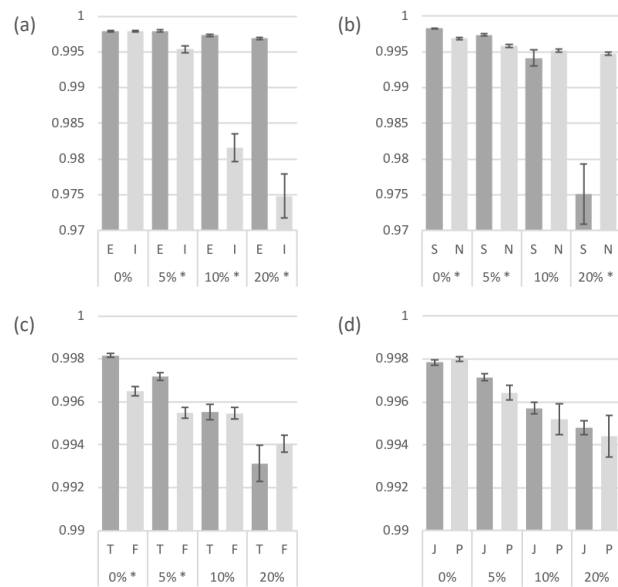 (a)
1
0.995
0.99
0.985
0.98
0.975
0.97
E I E I E I E I
0% 5% * 10% * 20% *
(b)
1
0.995
0.99
0.985
0.98
0.975
0.97
S N S N S N S N
0% * 5% * 10% 20% *
(c)
1
0.998
0.996
0.994
0.992
0.99
T F T F T F T F
0% * 5% * 10% 20%
(d)
1
0.998
0.996
0.994
0.992
0.99
J P J P J P J P
0% 5% 10% 20%